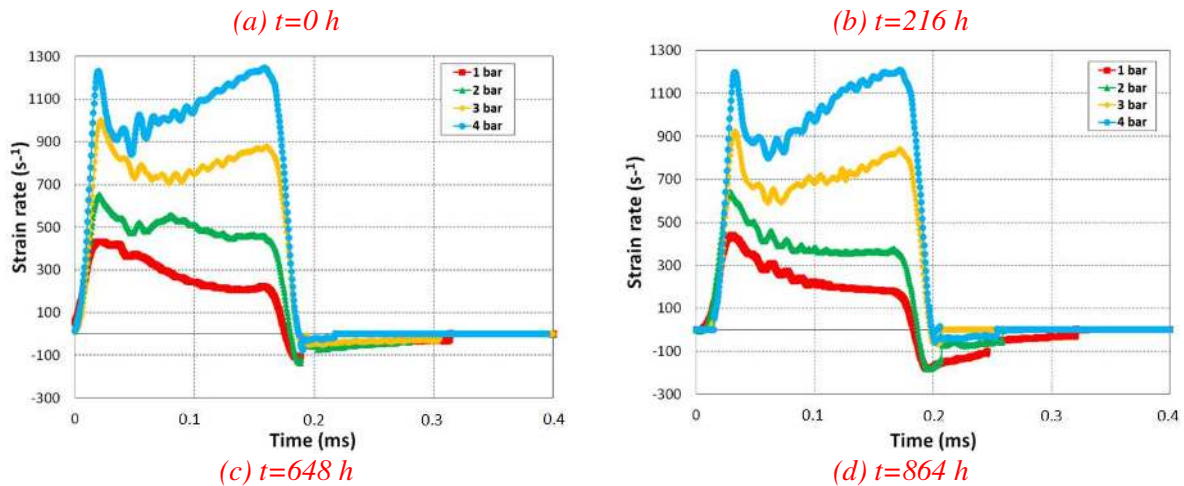 (a) t=0 h
(b) t=216 h
1300
1100
900
700
500
300
100
-100
-300
Strain rate (s-1)
1 bar
2 bar
3 bar
4 bar
0
0.1
0.2
0.3
0.4
Time (ms)
1300
1100
900
700
500
300
100
-100
-300
Strain rate (s-1)
1 bar
2 bar
3 bar
4 bar
0
0.1
0.2
0.3
0.4
Time (ms)
(c) t=648 h
(d) t=864 h